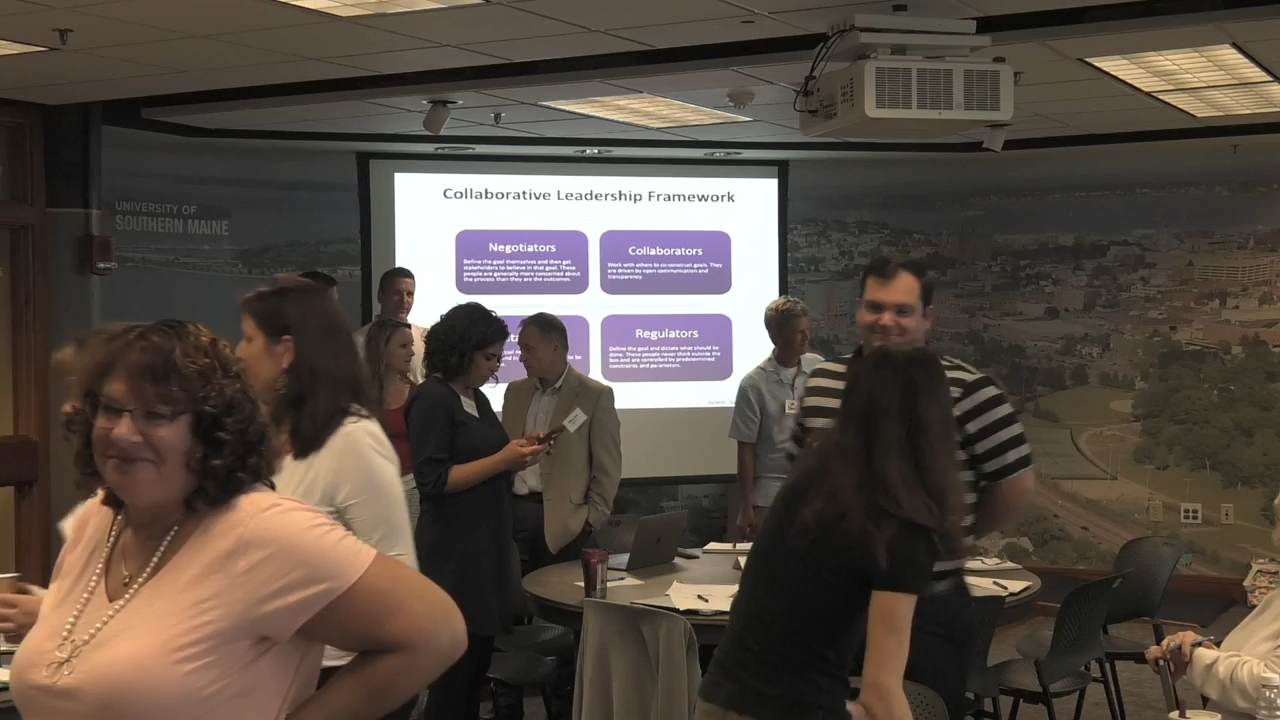 UNIVERSITY OF
SOUTHERN MAINE
Collaborative Leadership Framework
Negotiators
Define the goal themselves and then get
stakeholders to believe in that goal. These
people are generally more concerned about
the process than they are the outcomes.
Collaborators
Work with others to co-construct goals. They
are driven by open communication and
transparency.
Regulators
Define the goal and dictate what should be
done. These people never think outside the
box and are controlled by predetermined
constraints and parameters.